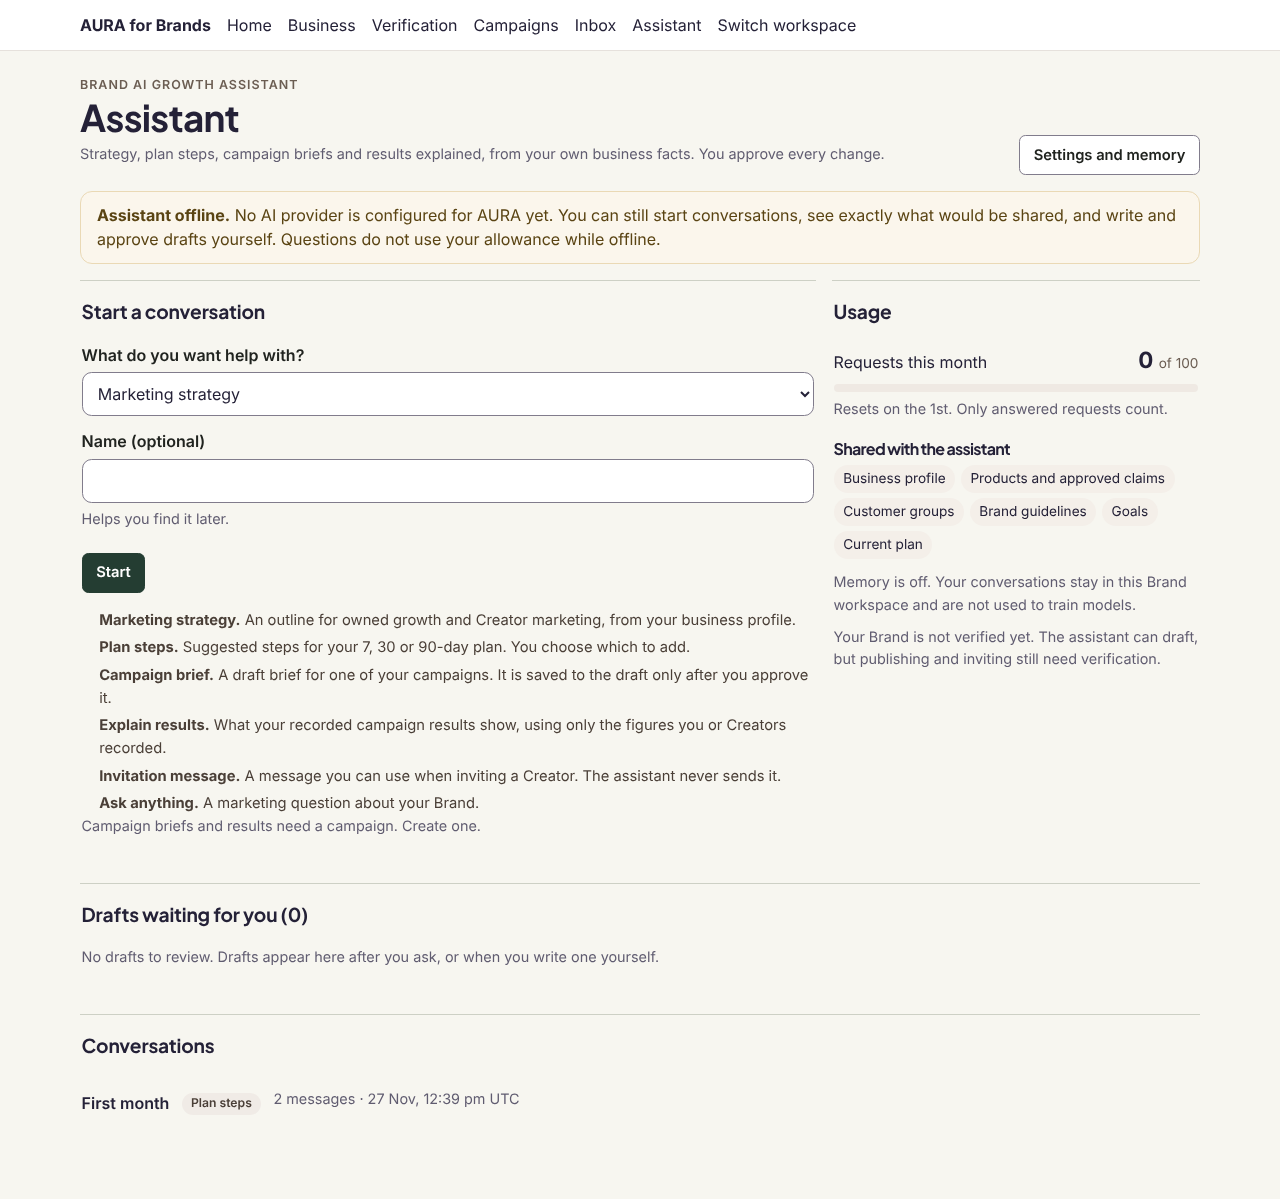 AURA for Brands Home Business Verification Campaigns Inbox Assistant Switch workspace
BRAND AI GROWTH ASSISTANT
Assistant
Strategy, plan steps, campaign briefs and results explained, from your own business facts. You approve every change.
Settings and memory
Assistant offline. No AI provider is configured for AURA yet. You can still start conversations, see exactly what would be shared, and write and
approve drafts yourself. Questions do not use your allowance while offline.
Start a conversation
What do you want help with?
Marketing strategy
Name (optional)
Helps you find it later.
Start
Marketing strategy. An outline for owned growth and Creator marketing, from your business profile.
Plan steps. Suggested steps for your 7, 30 or 90-day plan. You choose which to add.
Campaign brief. A draft brief for one of your campaigns. It is saved to the draft only after you approve
it.
Explain results. What your recorded campaign results show, using only the figures you or Creators
recorded.
Invitation message. A message you can use when inviting a Creator. The assistant never sends it.
Ask anything. A marketing question about your Brand.
Campaign briefs and results need a campaign. Create one.
Usage
Requests this month 0 of 100
Resets on the 1st. Only answered requests count.
Shared with the assistant
Business profile Products and approved claims
Customer groups Brand guidelines Goals
Current plan
Memory is off. Your conversations stay in this Brand
workspace and are not used to train models.
Your Brand is not verified yet. The assistant can draft,
but publishing and inviting still need verification.
Drafts waiting for you (0)
No drafts to review. Drafts appear here after you ask, or when you write one yourself.
Conversations
First month Plan steps 2 messages · 27 Nov, 12:39 pm UTC